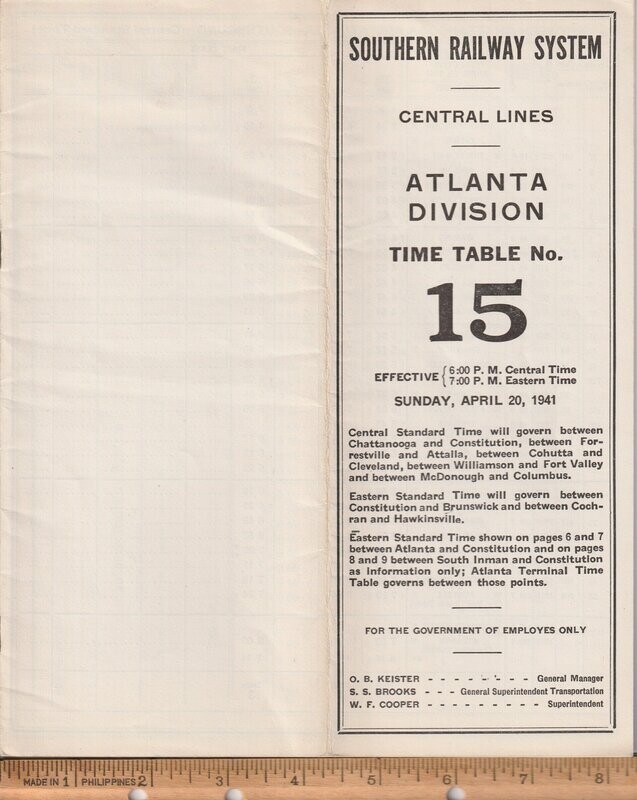 SOUTHERN RAILWAY SYSTEM
CENTRAL LINES
ATLANTA
DIVISION
TIME TABLE No.
15
EFFECTIVE { 6:00 P. M. Central Time
7:00 P. M. Eastern Time
SUNDAY, APRIL 20, 1941
Central Standard Time will govern between
Chattanooga and Constitution, between For-
restville and Attalla, between Cohutta and
Cleveland, between Williamson and Fort Valley
and between McDonough and Columbus.
Eastern Standard Time will govern between
Constitution and Brunswick and between Coch-
ran and Hawkinsville.
Eastern Standard Time shown on pages 6 and 7
between Atlanta and Constitution and on pages
8 and 9 between South Inman and Constitution
as information only; Atlanta Terminal Time
Table governs between those points.
FOR THE GOVERNMENT OF EMPLOYES ONLY
O. B. KEISTER - - - - - - - - General Manager
S. S. BROOKS - - - General Superintendent Transportation
W. F. COOPER - - - - - - - - - Superintendent
MADE IN 1 PHILIPPINES 2 3 4 5 6 7 8